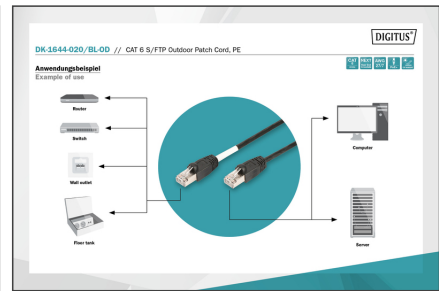 DIGITUS®
DK-1644-020/BL-OD // CAT 6 S/FTP Outdoor Patch Cord, PE
Anwendungsbeispiel
Example of use
Router
Switch
Wall outlet
Floor tank
Computer
Server